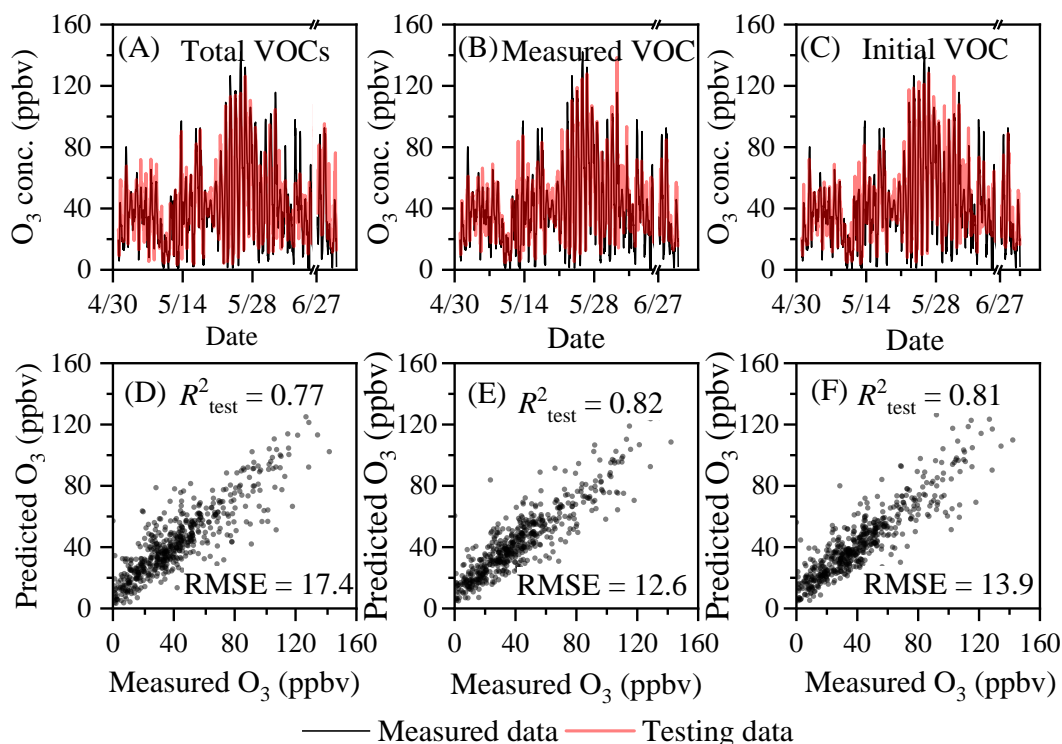 (A) Total VOCs
O₃ conc. (ppbv)
160
120
80
40
0
4/30 5/14 5/28 6/27
Date
(B) Measured VOC
O₃ conc. (ppbv)
160
120
80
40
0
4/30 5/14 5/28 6/27
Date
(C) Initial VOC
O₃ conc. (ppbv)
160
120
80
40
0
4/30 5/14 5/28 6/27
Date
(D) R²test = 0.77
RMSE = 17.4
Predicted O₃ (ppbv)
160
120
80
40
0
0 40 80 120 160
Measured O₃ (ppbv)
(E) R²test = 0.82
RMSE = 12.6
Predicted O₃ (ppbv)
160
120
80
40
0
0 40 80 120 160
Measured O₃ (ppbv)
(F) R²test = 0.81
RMSE = 13.9
Predicted O₃ (ppbv)
160
120
80
40
0
0 40 80 120 160
Measured O₃ (ppbv)
Measured data Testing data